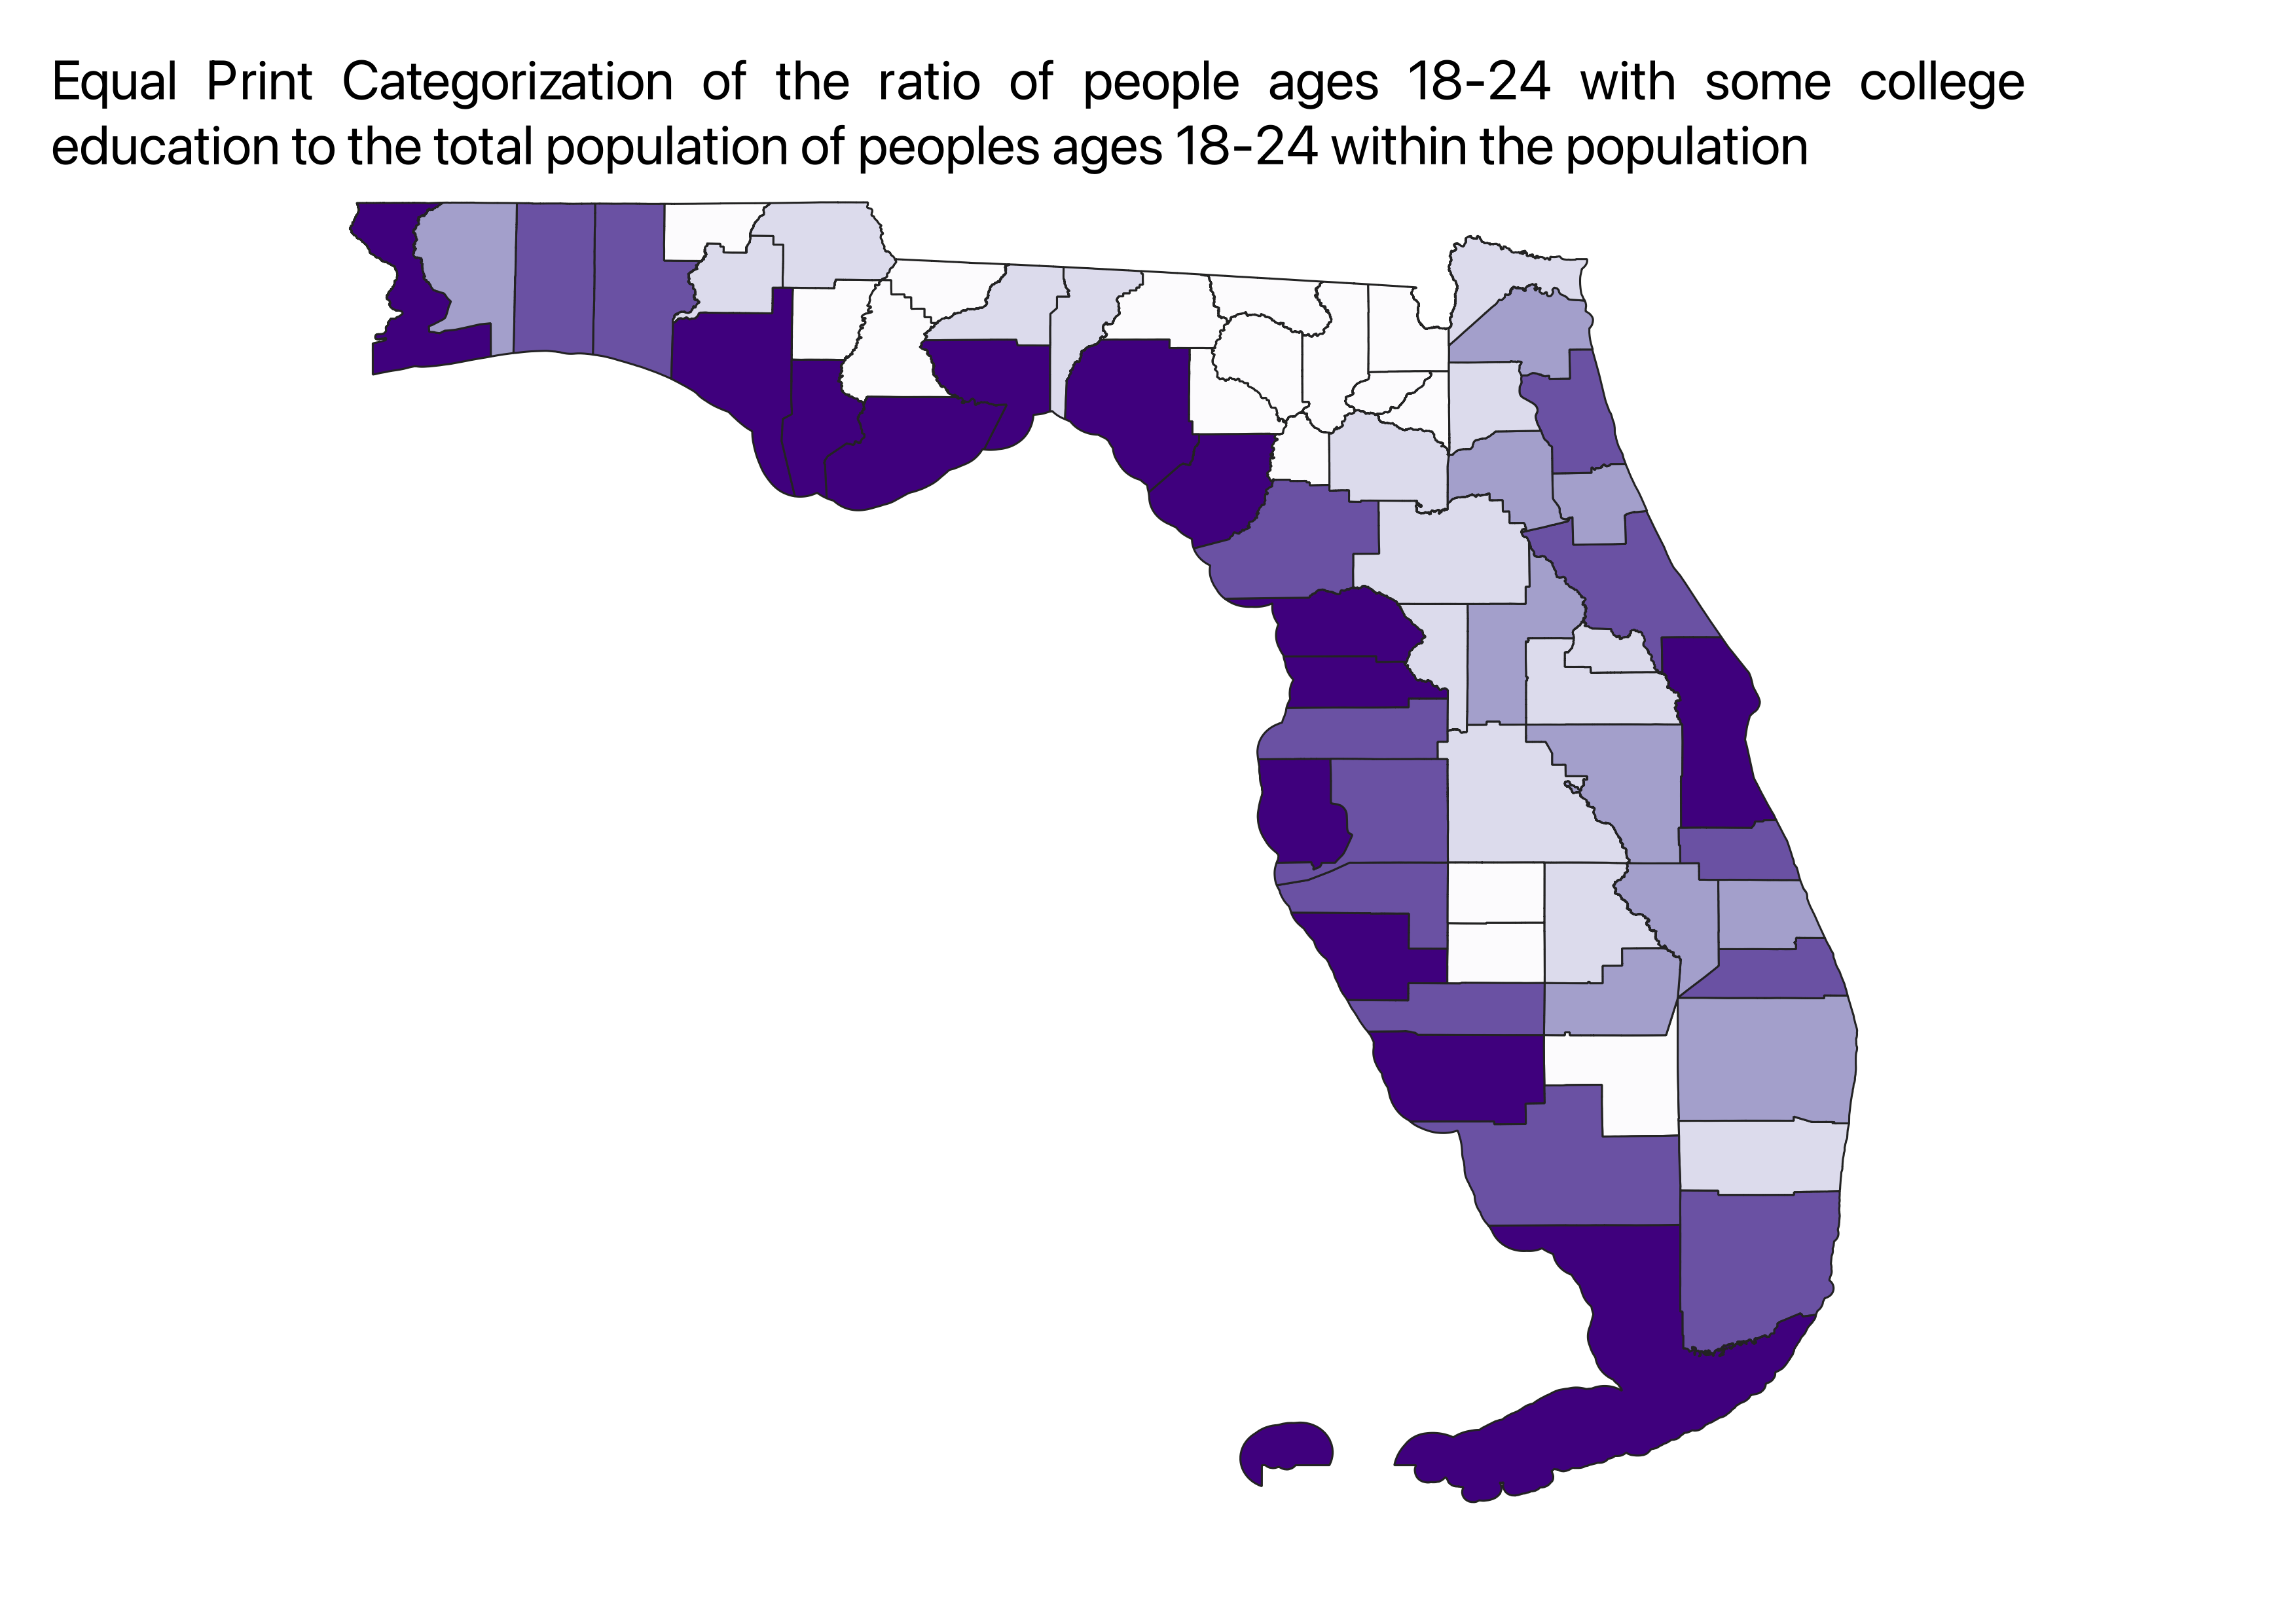 Equal Print Categorization of the ratio of people ages 18-24 with some college
education to the total population of peoples ages 18-24 within the population